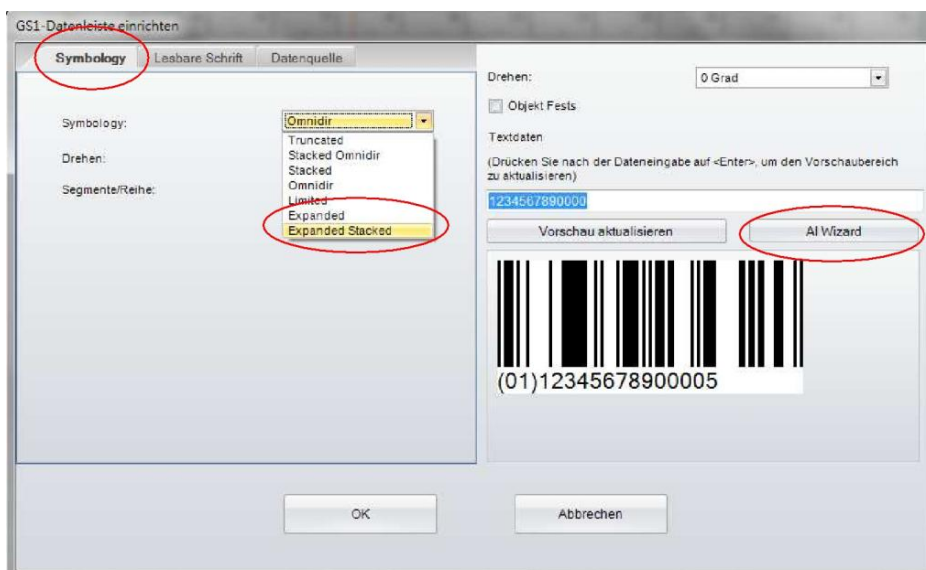 GS1-Datenleiste einrichten
Symbology
Lesbare Schrift
Datenquelle
Symbology:
Omnidir
Truncated
Stacked Omnidir
Stacked
Omnidir
Limited
Expanded
Expanded Stacked
Drehen:
Segmente/Reihe:
Drehen:
0 Grad
Objekt Fests
Textdaten
(Drücken Sie nach der Dateneingabe auf <Enter>, um den Vorschaubereich
zu aktualisieren)
1234567890000
Vorschau aktualisieren
AI Wizard
(01)12345678900005
OK
Abbrechen